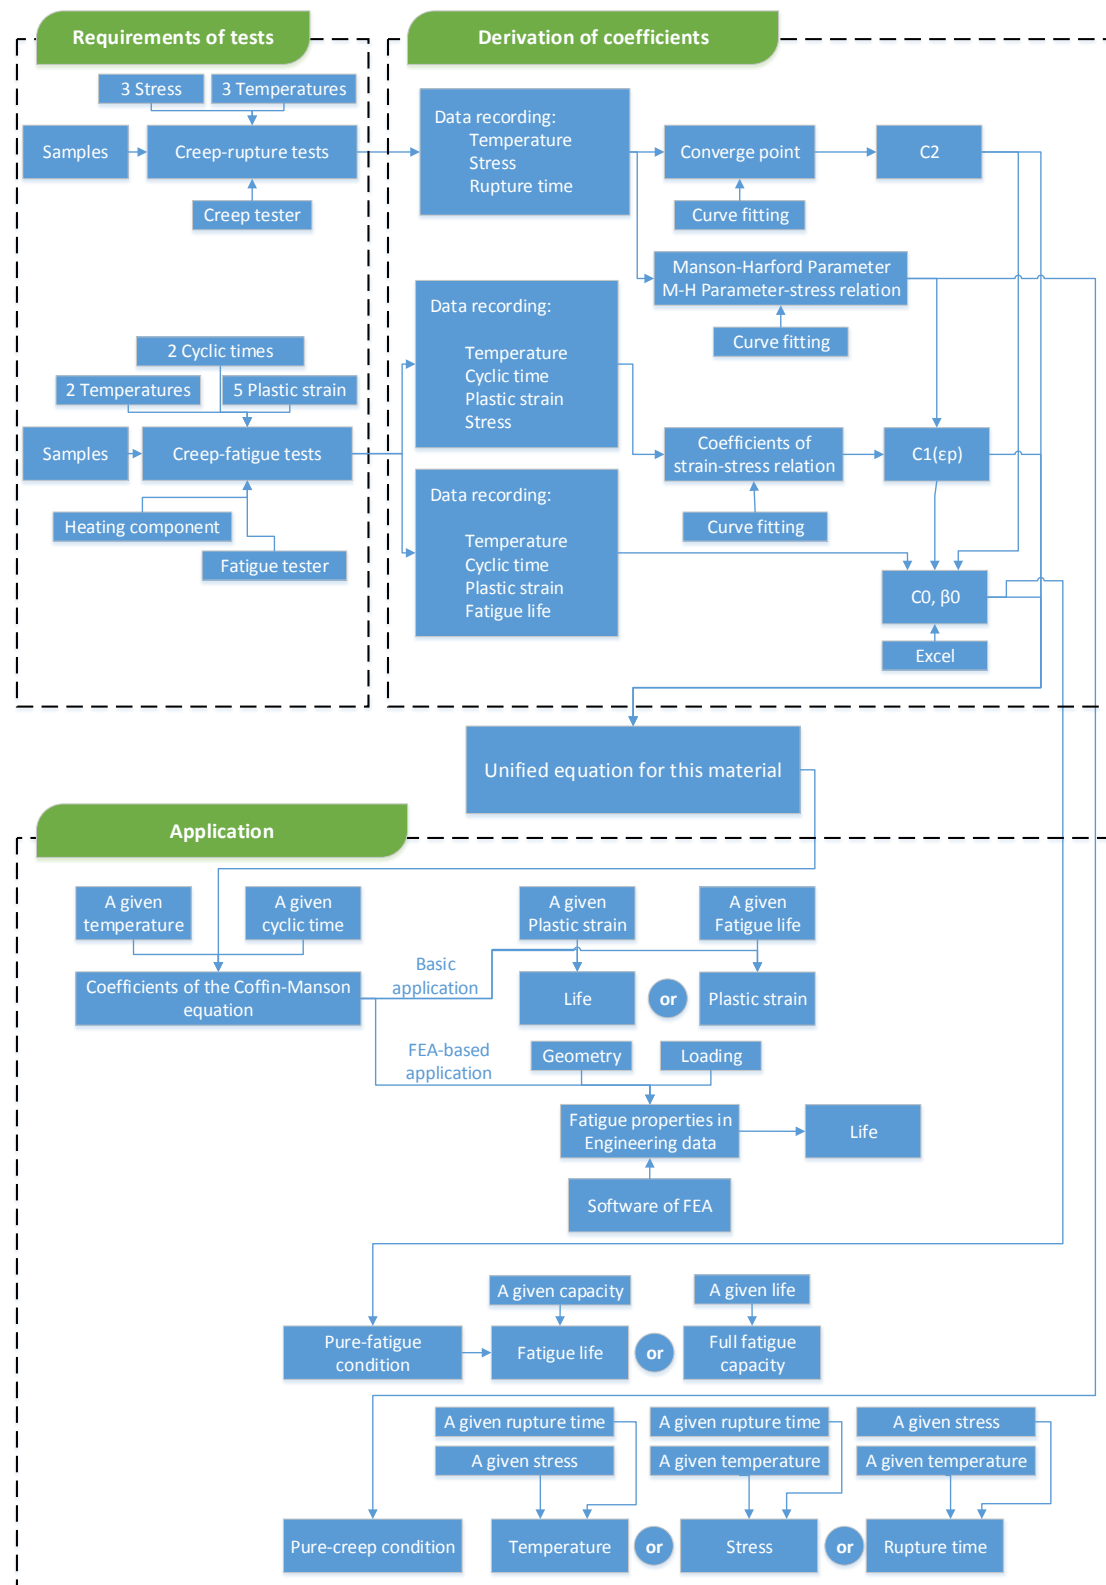 Requirements of tests
Derivation of coefficients
3 Stress
3 Temperatures
Samples
Creep-rupture tests
Creep tester
Data recording:
Temperature
Stress
Rupture time
Converge point
C2
Curve fitting
Manson-Harford Parameter
M-H Parameter-stress relation
Curve fitting
2 Cyclic times
2 Temperatures
5 Plastic strain
Samples
Creep-fatigue tests
Heating component
Fatigue tester
Data recording:
Temperature
Cyclic time
Plastic strain
Stress
Coefficients of
strain-stress relation
C1(εp)
Curve fitting
Data recording:
Temperature
Cyclic time
Plastic strain
Fatigue life
C0, β0
Excel
Unified equation for this material
Application
A given
temperature
A given
cyclic time
A given
Plastic strain
A given
Fatigue life
Coefficients of the Coffin-Manson
equation
Basic
application
Life
or
Plastic strain
FEA-based
application
Geometry
Loading
Fatigue properties in
Engineering data
Life
Software of FEA
A given capacity
A given life
Pure-fatigue
condition
Fatigue life
or
Full fatigue
capacity
A given rupture time
A given rupture time
A given stress
A given stress
A given temperature
A given temperature
Pure-creep condition
Temperature
or
Stress
or
Rupture time